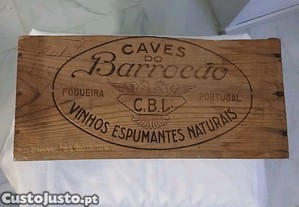 CAVES
DO
Barrocão
FOGUEIRA PORTUGAL
C.B.L.
VINHOS ESPUMANTES NATURAIS
CustoJusto.pt